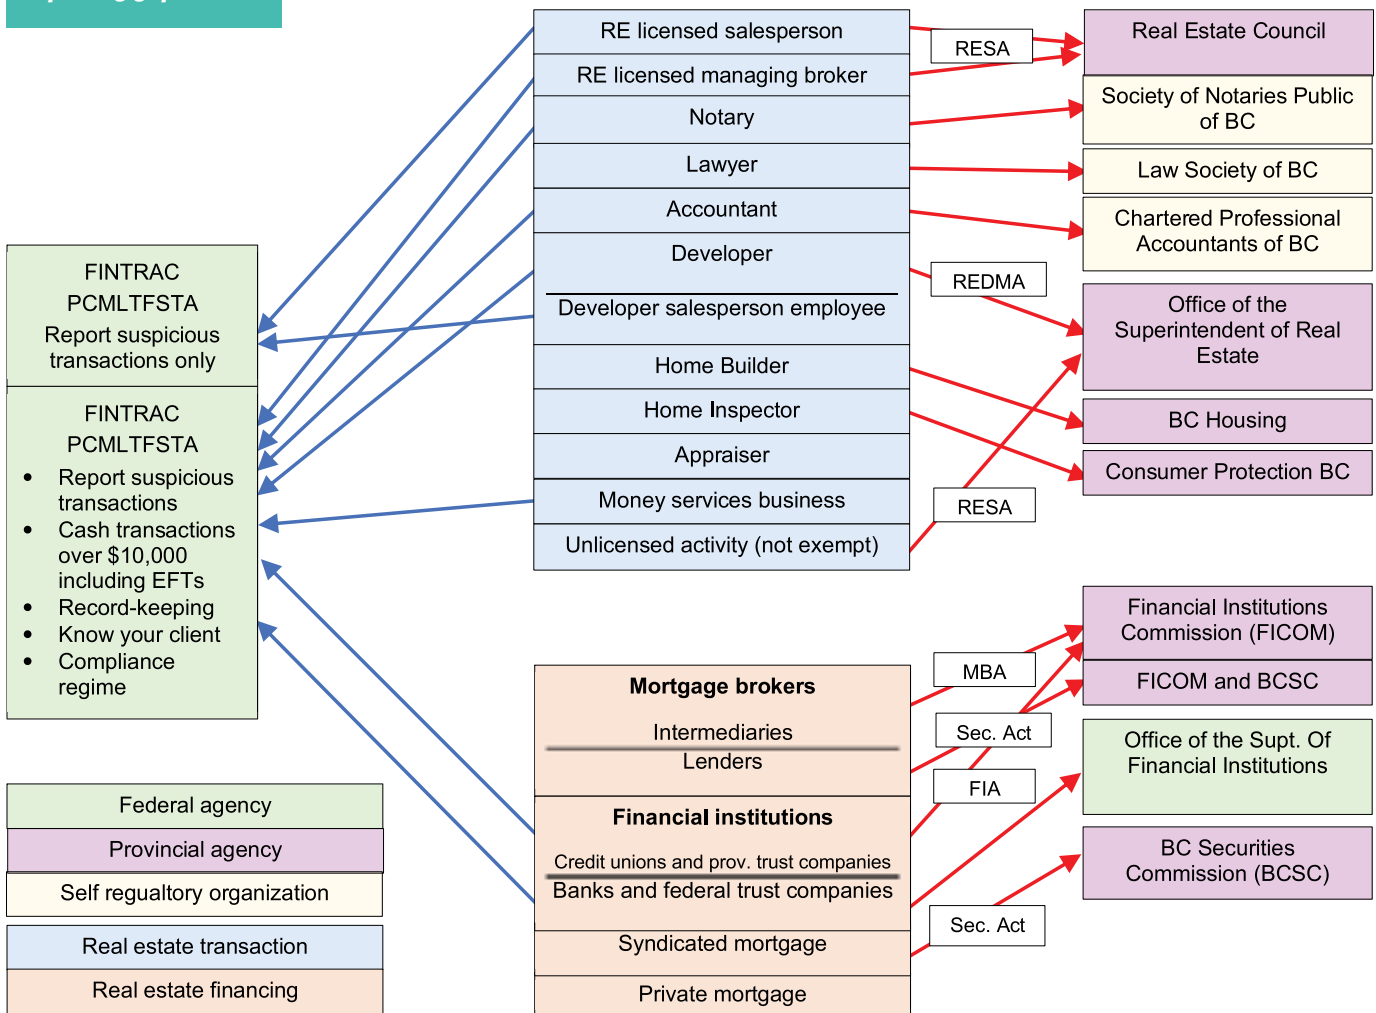 RE licensed salesperson
RE licensed managing broker
Notary
Lawyer
Accountant
Developer
Developer salesperson employee
Home Builder
Home Inspector
Appraiser
Money services business
Unlicensed activity (not exempt)
RESA
REDMA
RESA
Real Estate Council
Society of Notaries Public
of BC
Law Society of BC
Chartered Professional
Accountants of BC
Office of the
Superintendent of Real
Estate
BC Housing
Consumer Protection BC
FINTRAC
PCMLTFSTA
Report suspicious
transactions only
FINTRAC
PCMLTFSTA
• Report suspicious
transactions
• Cash transactions
over $10,000
including EFTs
• Record-keeping
• Know your client
• Compliance
regime
Mortgage brokers
Intermediaries
Lenders
Financial institutions
Credit unions and prov. trust companies
Banks and federal trust companies
Syndicated mortgage
Private mortgage
MBA
Sec. Act
FIA
Sec. Act
Financial Institutions
Commission (FICOM)
FICOM and BCSC
Office of the Supt. Of
Financial Institutions
BC Securities
Commission (BCSC)
Federal agency
Provincial agency
Self regualtory organization
Real estate transaction
Real estate financing